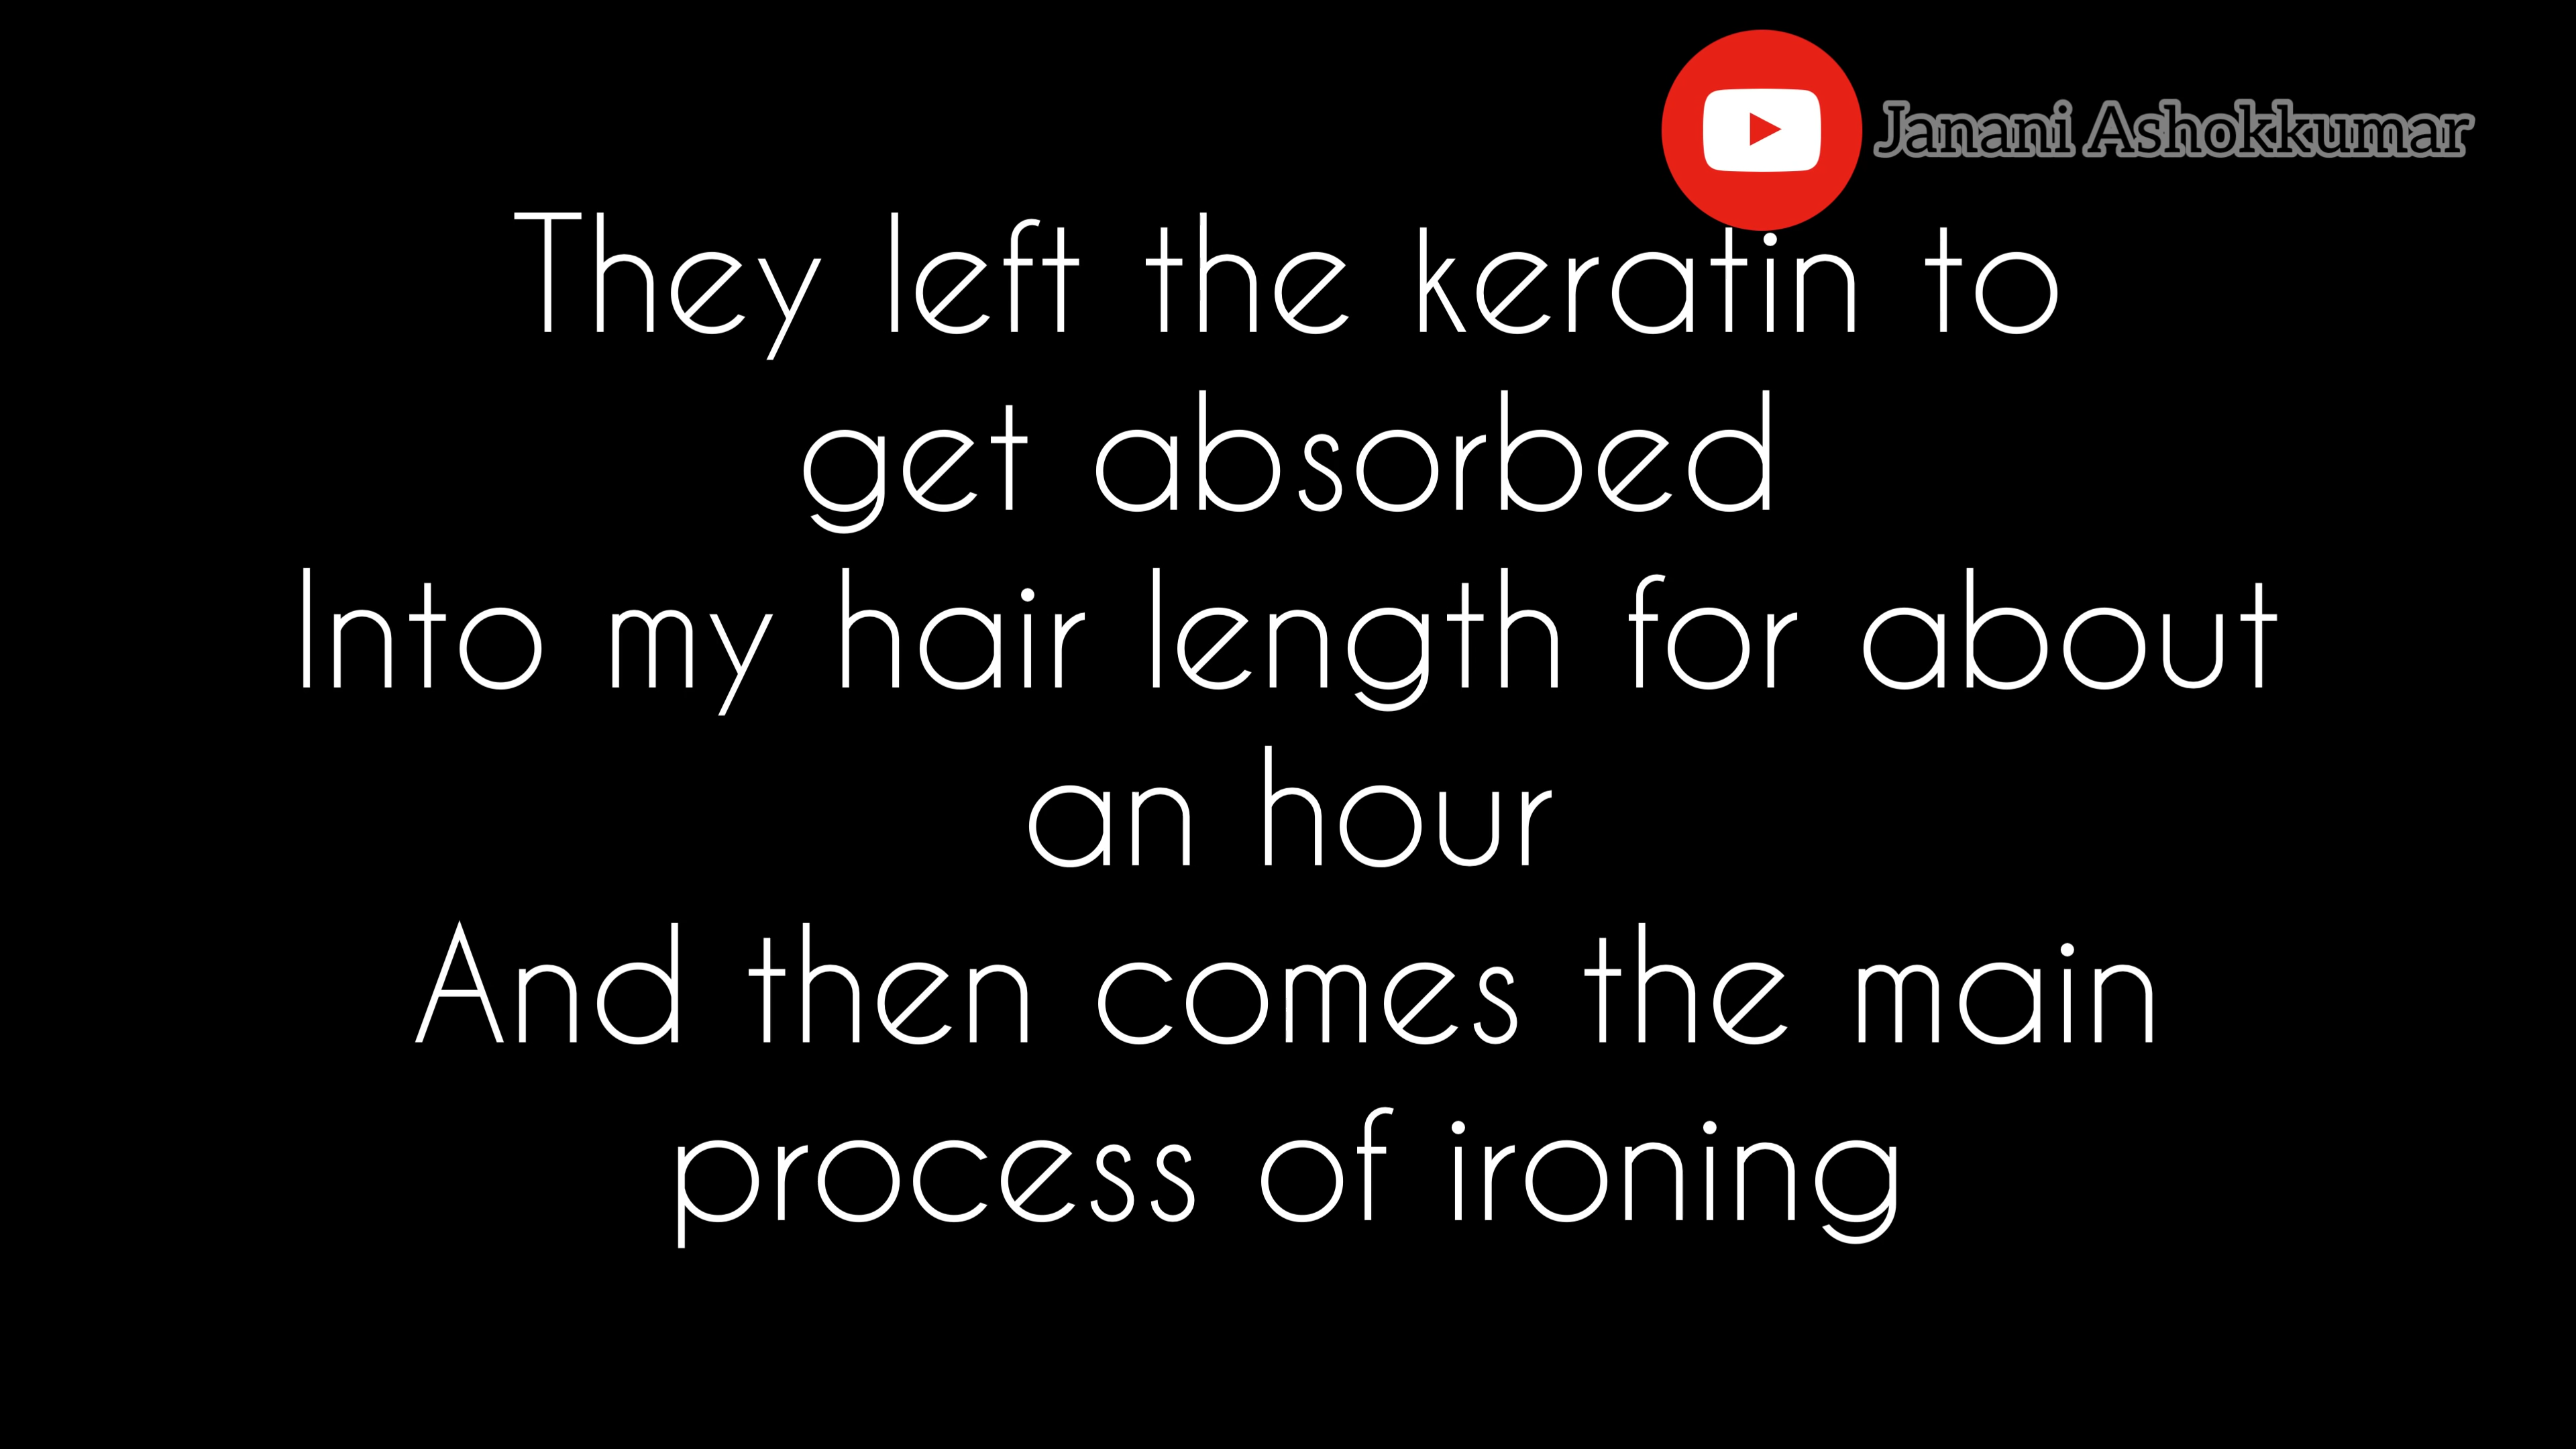 Janani Ashokkumar
They left the keratin to
get absorbed
Into my hair length for about
an hour
And then comes the main
process of ironing